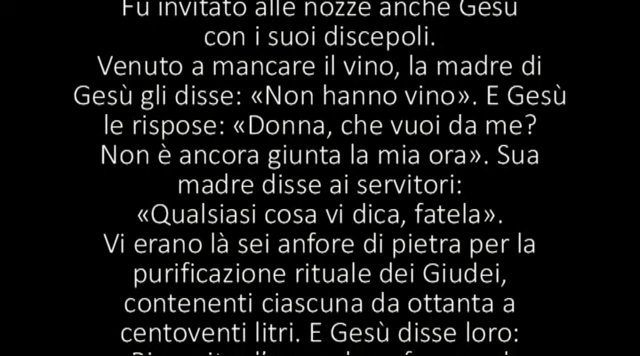 Fu invitato alle nozze anche Gesù
con i suoi discepoli.
Venuto a mancare il vino, la madre di
Gesù gli disse: «Non hanno vino». E Gesù
le rispose: «Donna, che vuoi da me?
Non è ancora giunta la mia ora». Sua
madre disse ai servitori:
«Qualsiasi cosa vi dica, fatela».
Vi erano là sei anfore di pietra per la
purificazione rituale dei Giudei,
contenenti ciascuna da ottanta a
centoventi litri. E Gesù disse loro: